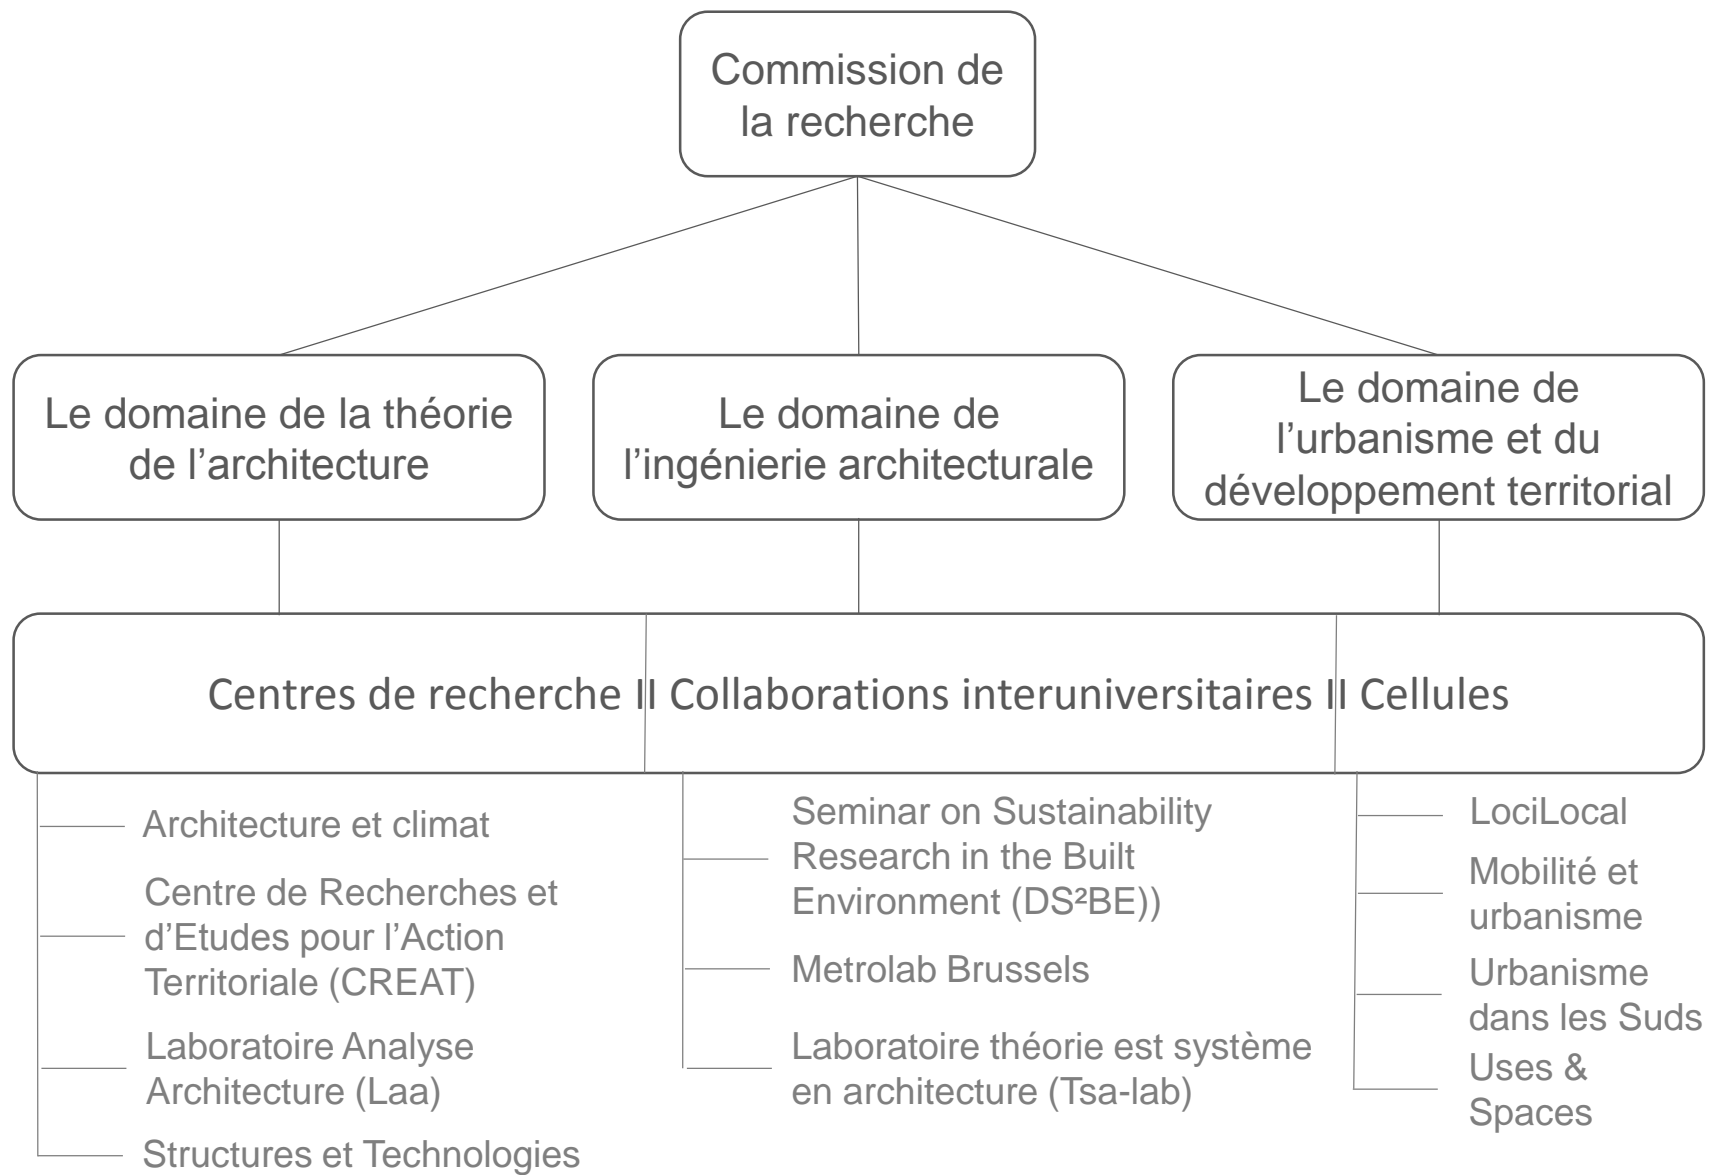 Commission de
la recherche
Le domaine de la théorie
de l’architecture
Le domaine de
l’ingénierie architecturale
Le domaine de
l’urbanisme et du
développement territorial
Centres de recherche II Collaborations interuniversitaires II Cellules
Architecture et climat
Centre de Recherches et
d’Etudes pour l’Action
Territoriale (CREAT)
Laboratoire Analyse
Architecture (Laa)
Structures et Technologies
Seminar on Sustainability
Research in the Built
Environment (DS²BE))
Metrolab Brussels
Laboratoire théorie est système
en architecture (Tsa-lab)
LociLocal
Mobilité et
urbanisme
Urbanisme
dans les Suds
Uses &
Spaces